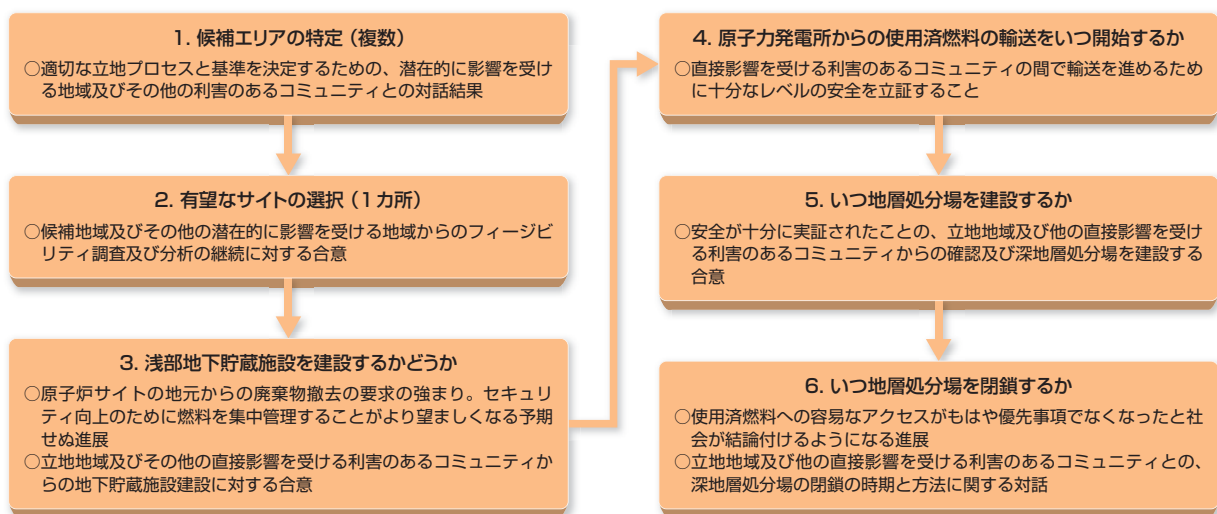 1. 候補エリアの特定（複数）
○適切な立地プロセスと基準を決定するための、潜在的に影響を受け
る地域及びその他の利害のあるコミュニティとの対話結果
2. 有望なサイトの選択（1カ所）
○候補地域及びその他の潜在的に影響を受ける地域からのフィージビ
リティ調査及び分析の継続に対する合意
3. 浅部地下貯蔵施設を建設するかどうか
○原子炉サイトの地元からの廃棄物撤去の要求の強まり。セキュリ
ティ向上のために燃料を集中管理することがより望ましくなる予期
せぬ進展
○立地地域及びその他の直接影響を受ける利害のあるコミュニティか
らの地下貯蔵施設建設に対する合意
4. 原子力発電所からの使用済燃料の輸送をいつ開始するか
○直接影響を受ける利害のあるコミュニティの間で輸送を進めるため
に十分なレベルの安全を立証すること
5. いつ地層処分場を建設するか
○安全が十分に実証されたことの、立地地域及び他の直接影響を受け
る利害のあるコミュニティからの確認及び深地層処分場を建設する
合意
6. いつ地層処分場を閉鎖するか
○使用済燃料への容易なアクセスがもはや優先事項でなくなったと社
会が結論付けるようになる進展
○立地地域及び他の直接影響を受ける利害のあるコミュニティとの、
深地層処分場の閉鎖の時期と方法に関する対話